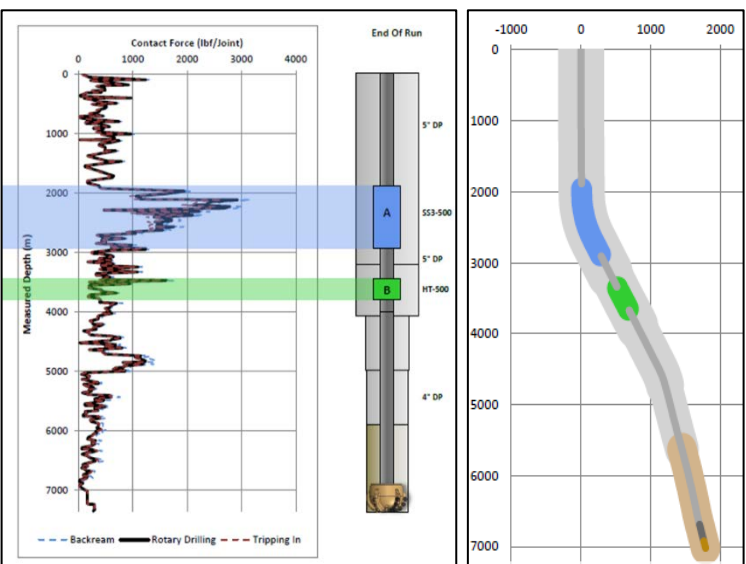 Contact Force (lbf/Joint)
0 1000 2000 3000 4000
0
1000
2000
3000
4000
5000
6000
7000
Measured Depth (m)
Backream Rotary Drilling Tripping In
End Of Run
5" DP
A
SS3-500
5" DP
B
HT-500
4" DP
-1000 0 1000 2000
0
1000
2000
3000
4000
5000
6000
7000